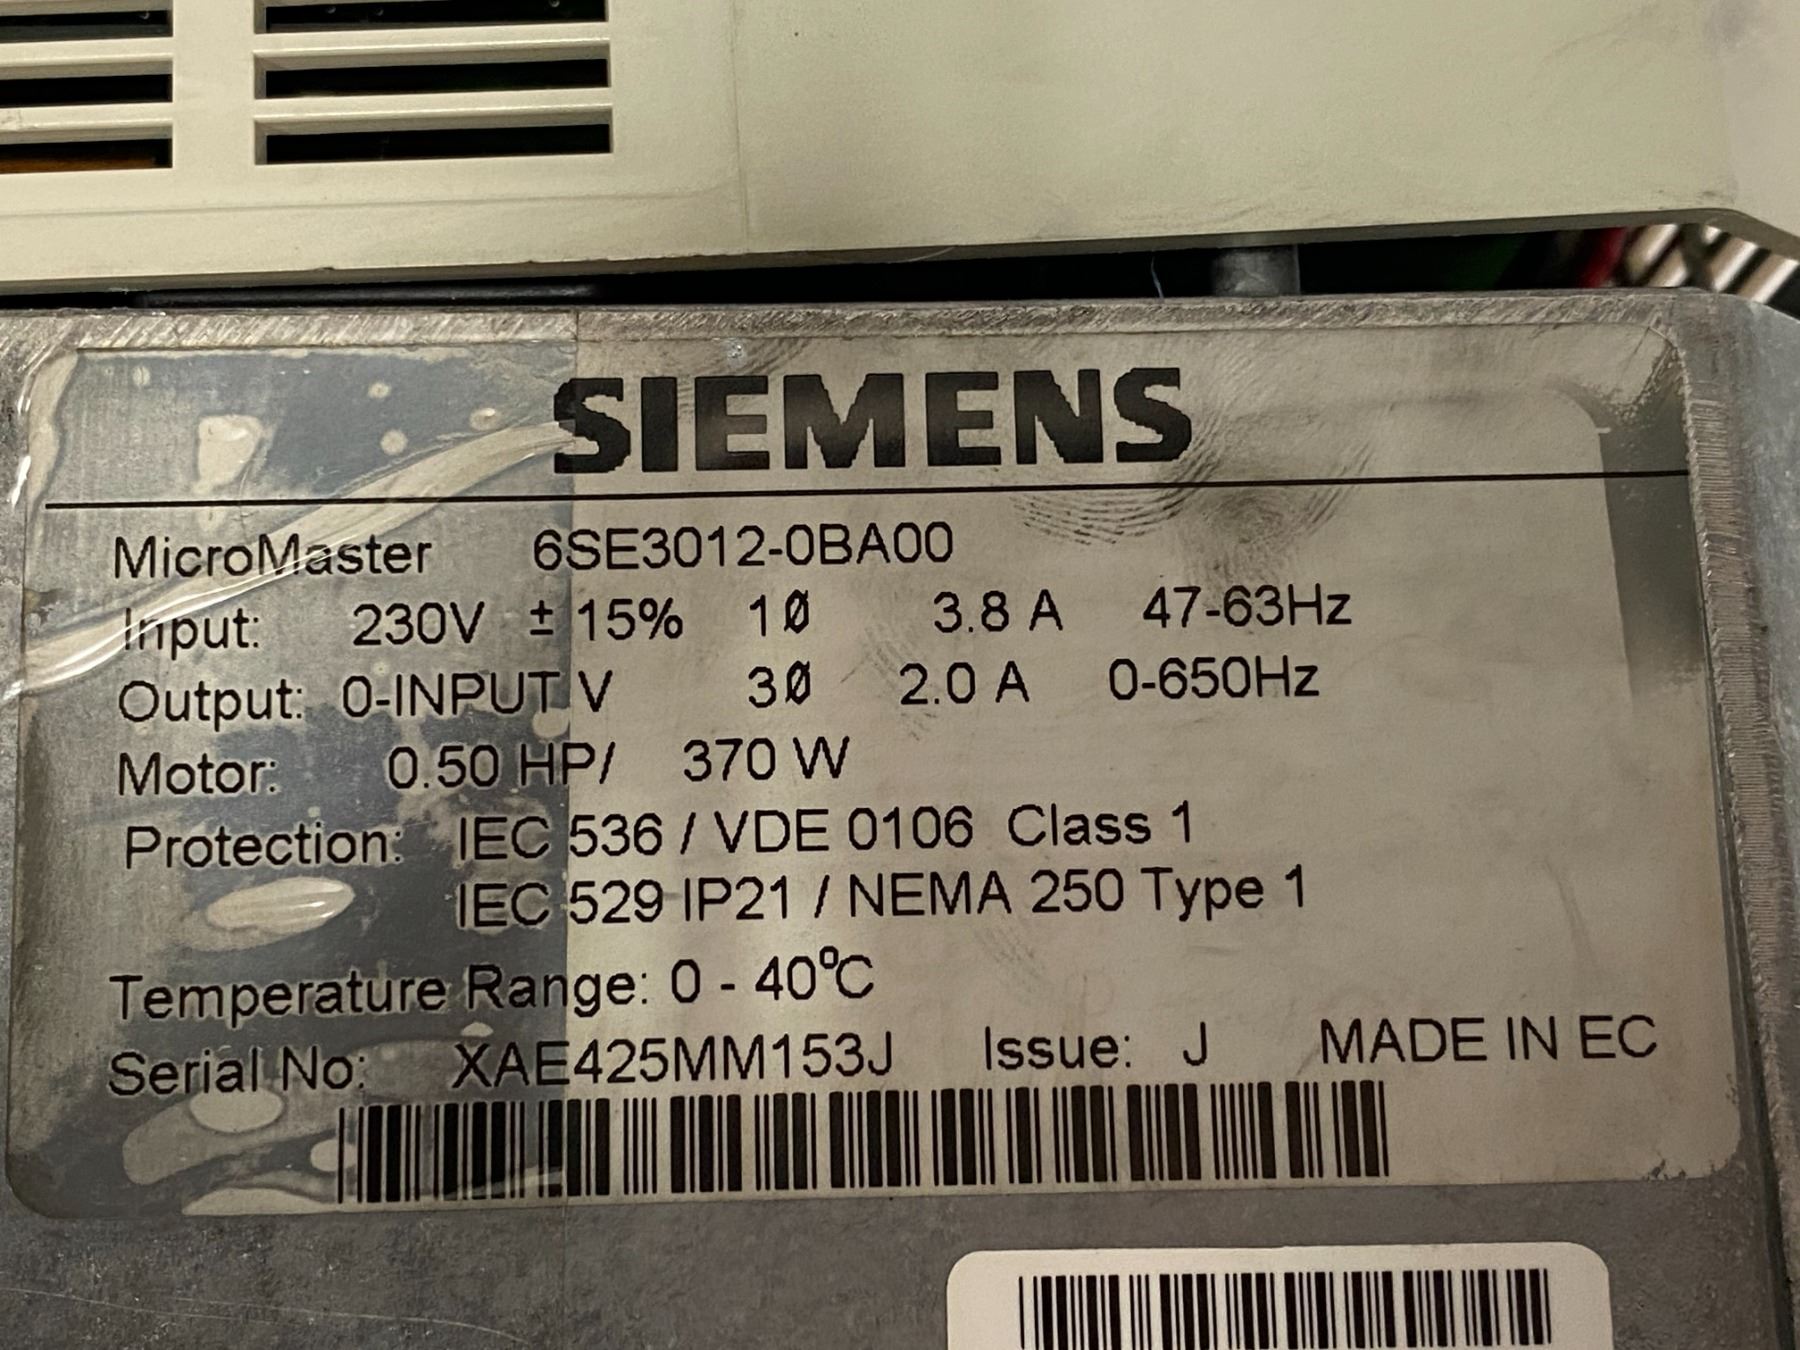 SIEMENS
MicroMaster 6SE3012-0BA00
Input: 230V ± 15% 1Ø 3.8 A 47-63Hz
Output: 0-INPUT V 3Ø 2.0 A 0-650Hz
Motor: 0.50 HP/ 370 W
Protection: IEC 536 / VDE 0106 Class 1
IEC 529 IP21 / NEMA 250 Type 1
Temperature Range: 0 - 40°C
Serial No: XAE425MM153J Issue: J MADE IN EC